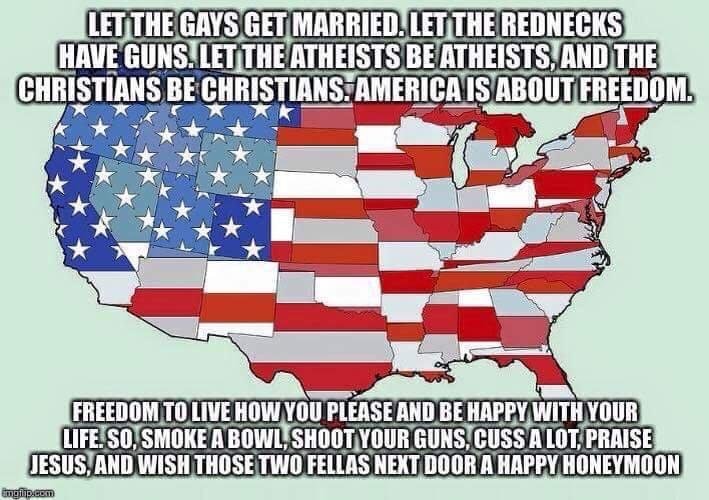 LET THE GAYS GET MARRIED. LET THE REDNECKS
HAVE GUNS. LET THE ATHEISTS BE ATHEISTS, AND THE
CHRISTIANS BE CHRISTIANS. AMERICA IS ABOUT FREEDOM.
FREEDOM TO LIVE HOW YOU PLEASE AND BE HAPPY WITH YOUR
LIFE. SO, SMOKE A BOWL, SHOOT YOUR GUNS, CUSS A LOT, PRAISE
JESUS, AND WISH THOSE TWO FELLAS NEXT DOOR A HAPPY HONEYMOON
imgflip.com